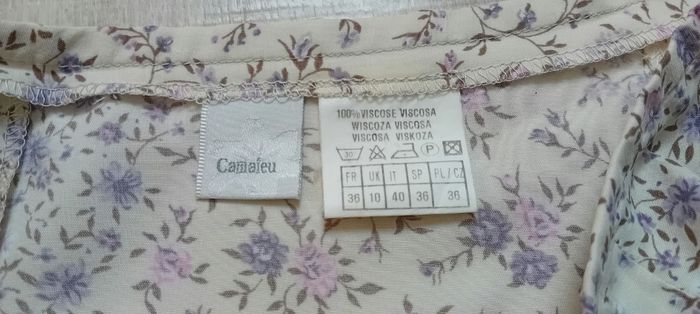 Camaïeu
100% VISCOSE VISCOSA
WISCOZA VISCOSA
VISCOSA VISKOZA
30 P
FR UK IT SP PL/CZ
36 10 40 36 36